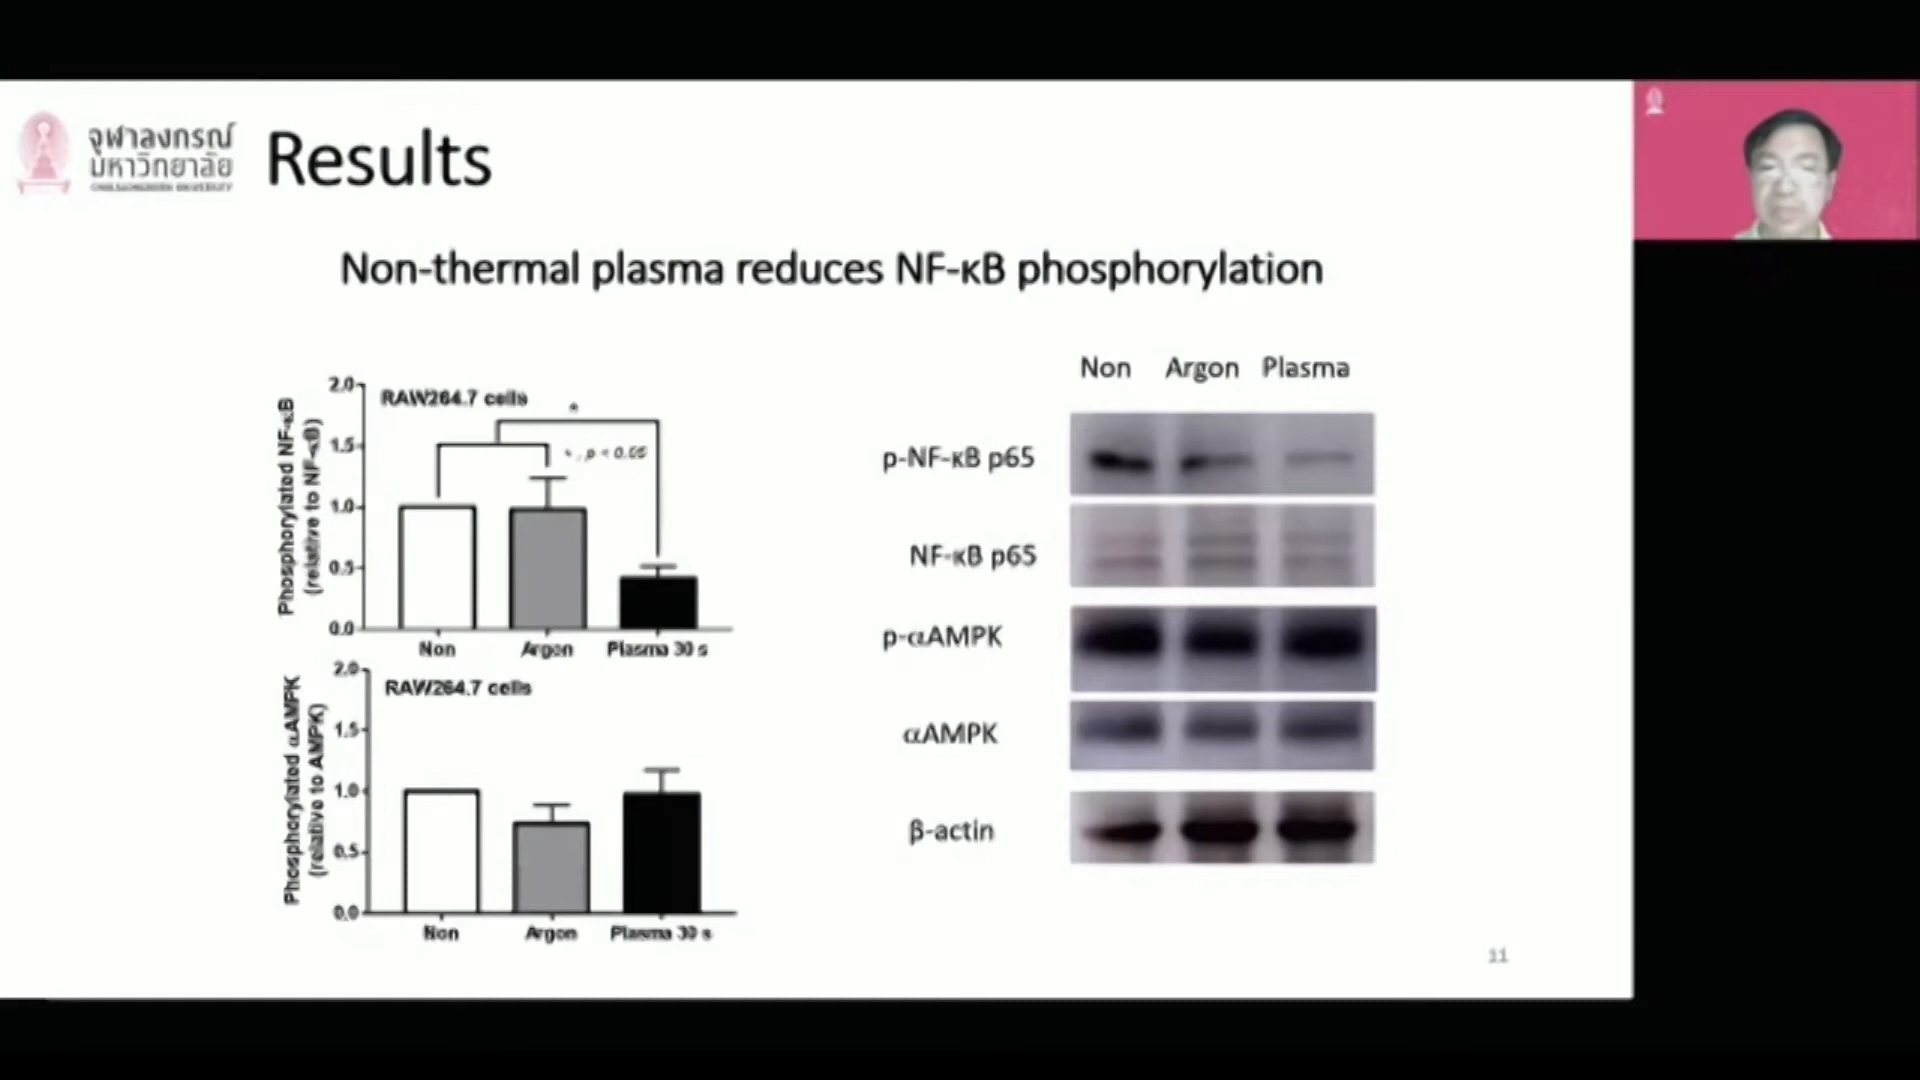 จุฬาลงกรณ์
มหาวิทยาลัย
CHULALONGKORN UNIVERSITY
Results
Non-thermal plasma reduces NF-κB phosphorylation
Phosphorylated NF-κB
(relative to NF-κB)
2.0
1.5
1.0
0.5
0.0
RAW264.7 cells
*
*, p < 0.05
Non Argon Plasma 30 s
Phosphorylated αAMPK
(relative to AMPK)
2.0
1.5
1.0
0.5
0.0
RAW264.7 cells
Non Argon Plasma 30 s
Non Argon Plasma
p-NF-κB p65
NF-κB p65
p-αAMPK
αAMPK
β-actin
11